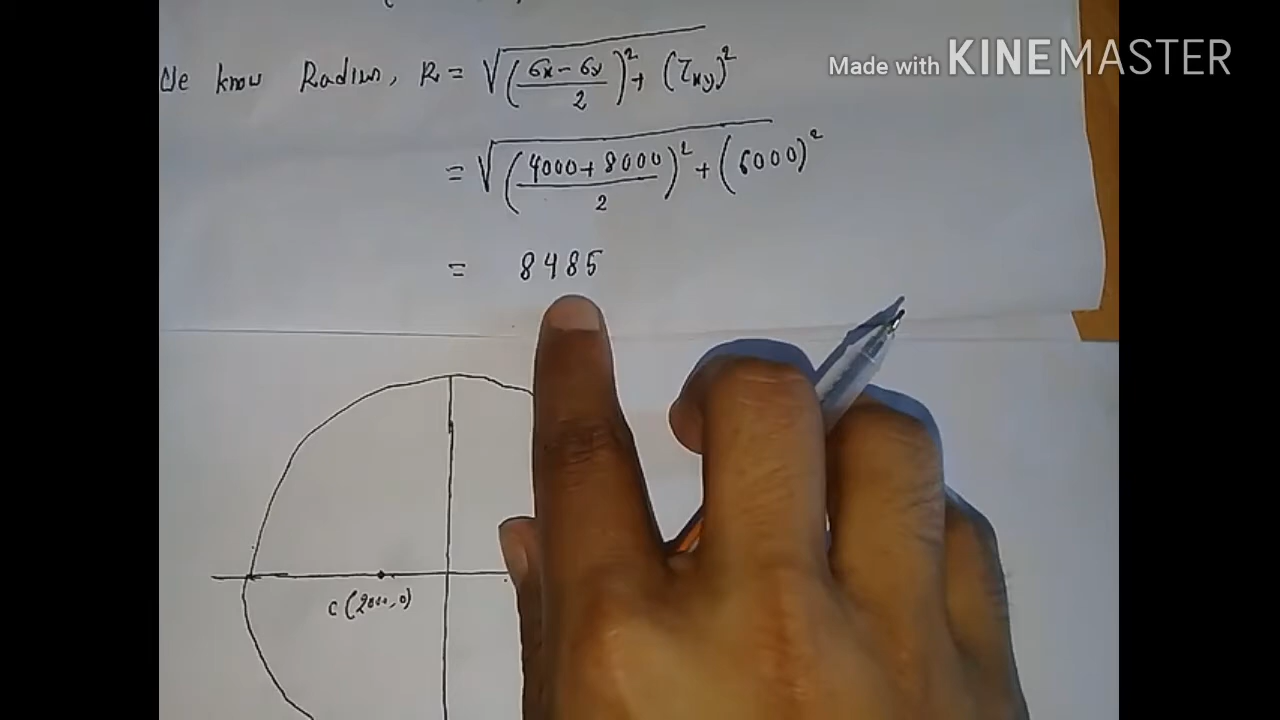 We know Radius, R = √((σx − σy)/2)² + (τxy)²
Made with KINEMASTER
= √((4000 + 8000)/2)² + (6000)²
= 8485
C (2000, 0)